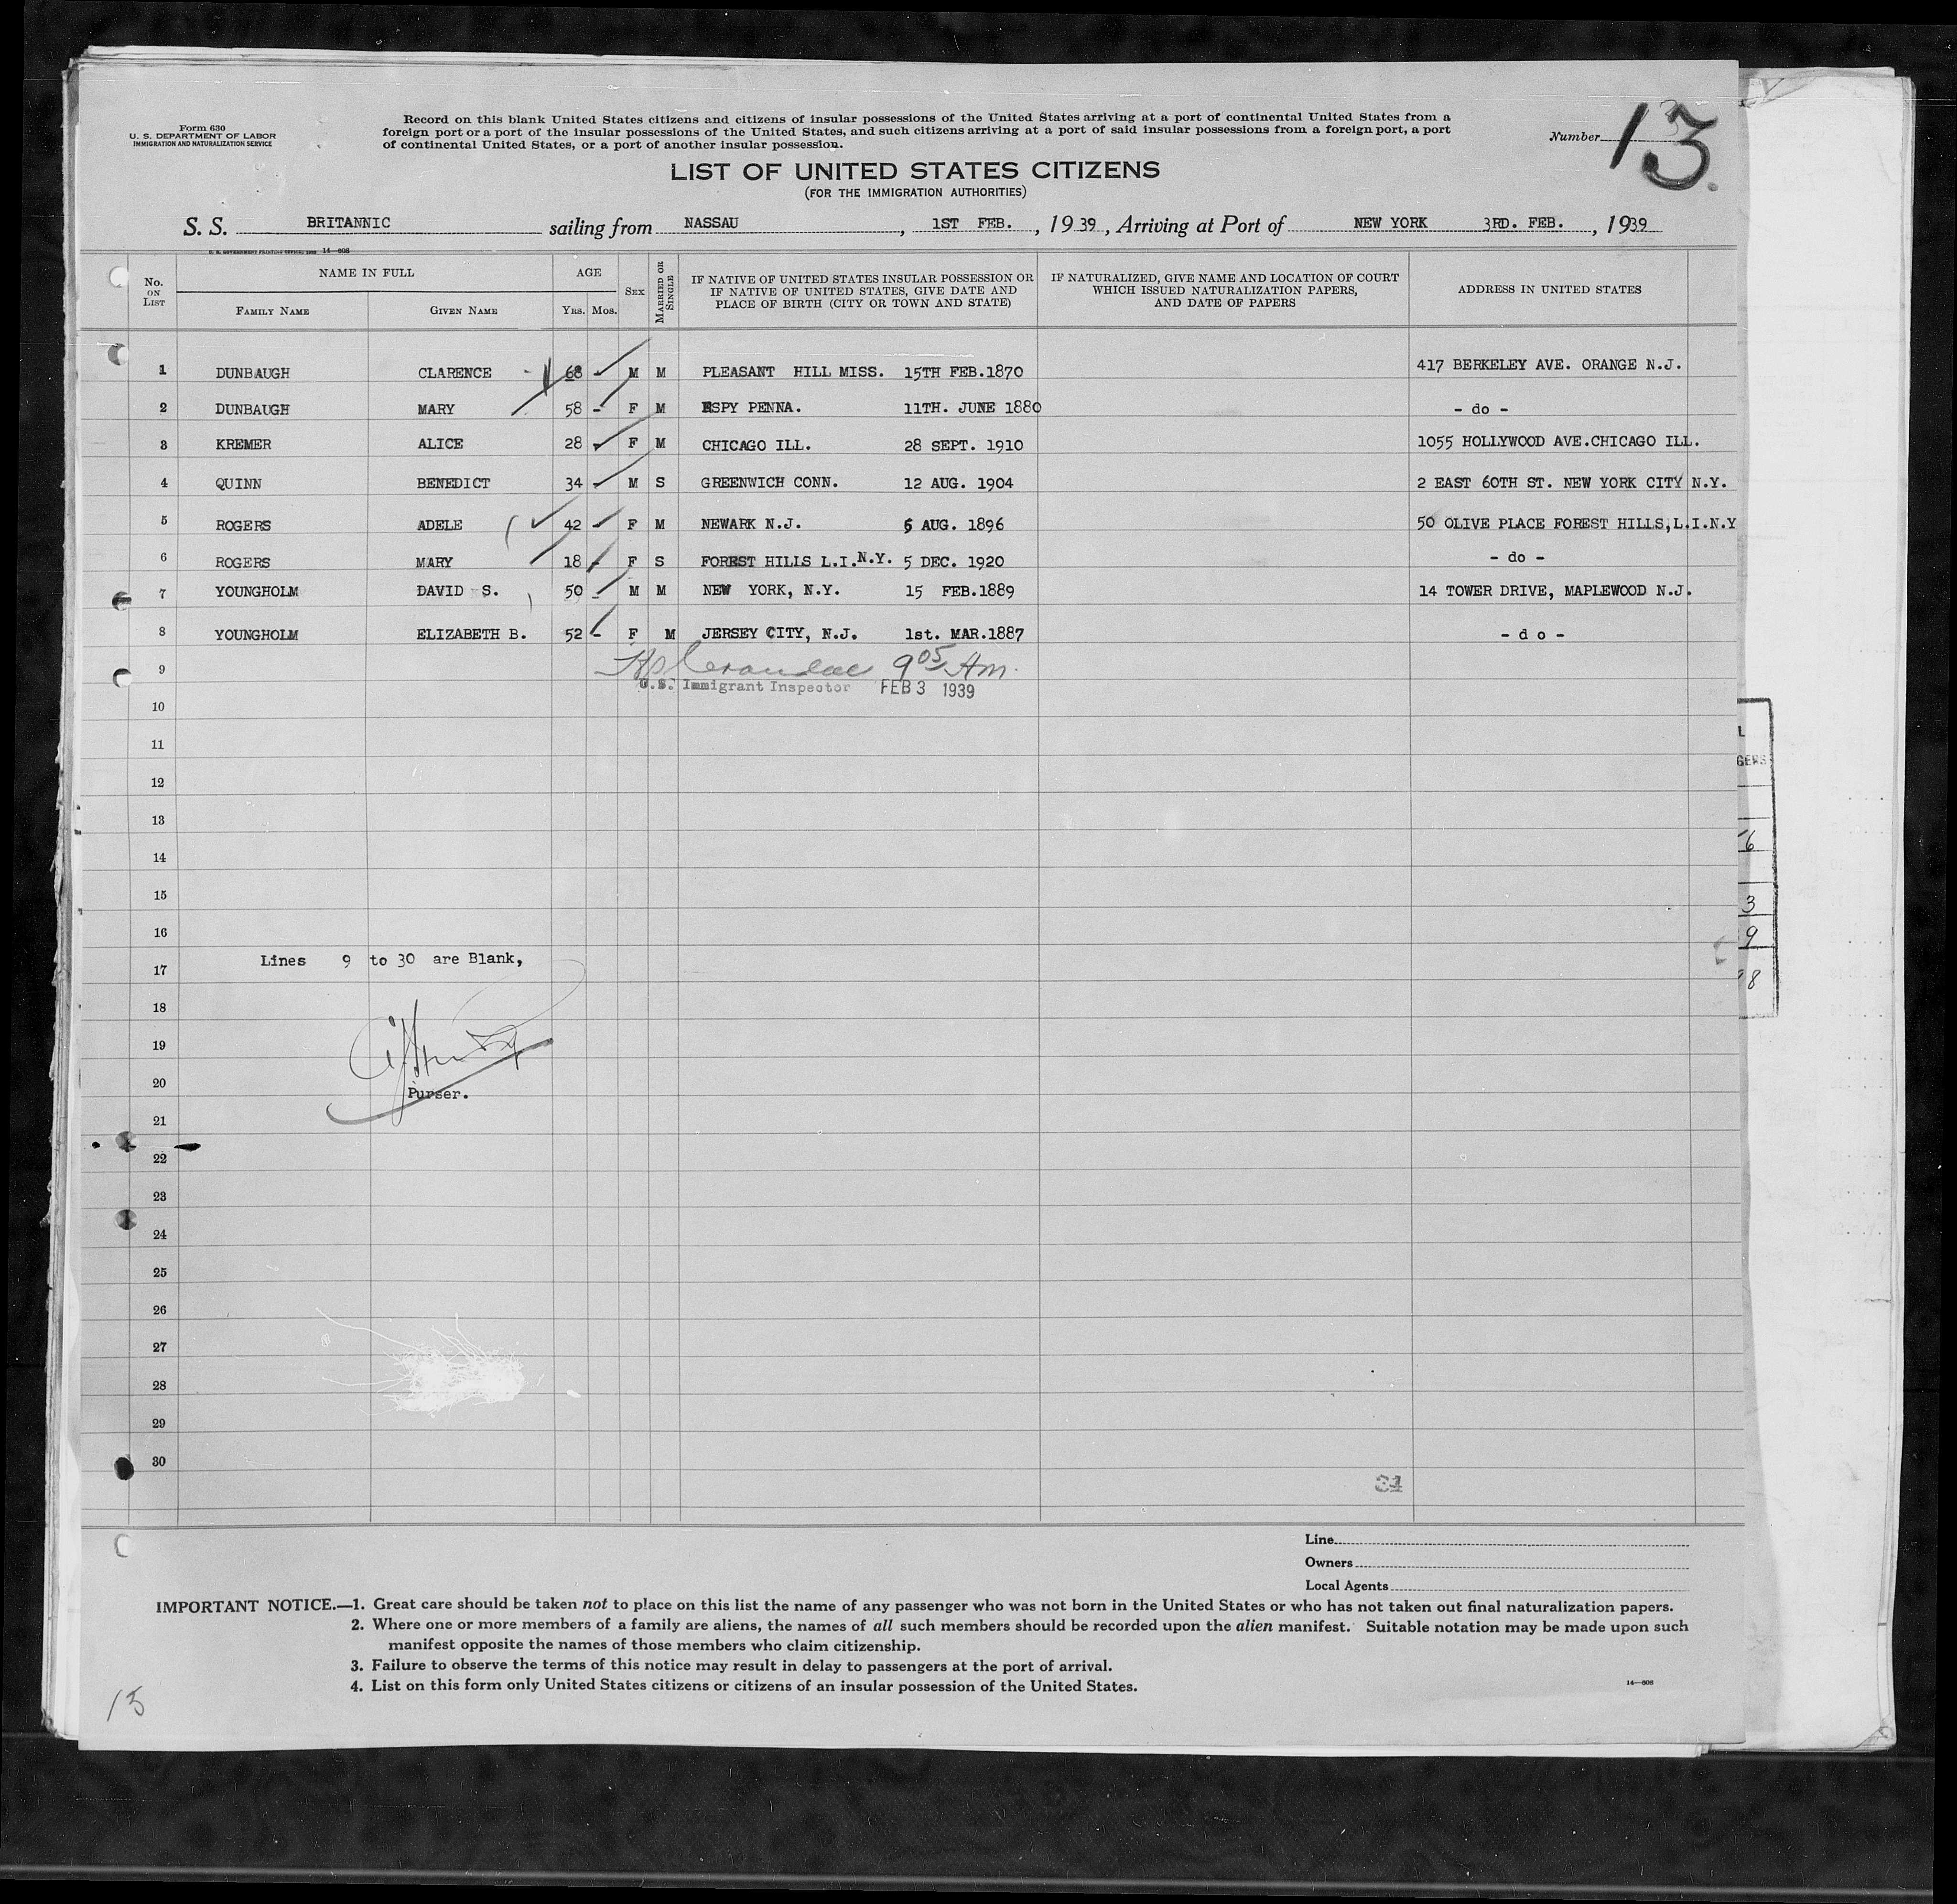 Form 630
U. S. DEPARTMENT OF LABOR
IMMIGRATION AND NATURALIZATION SERVICE
Record on this blank United States citizens and citizens of insular possessions of the United States arriving at a port of continental United States from a
foreign port or a port of the insular possessions of the United States, and such citizens arriving at a port of said insular possessions from a foreign port, a port
of continental United States, or a port of another insular possession.
Number 13.
LIST OF UNITED STATES CITIZENS
(FOR THE IMMIGRATION AUTHORITIES)
S. S. BRITANNIC sailing from NASSAU, 1ST FEB., 1939, Arriving at Port of NEW YORK 3RD. FEB., 1939
14—608
No. ON LIST
NAME IN FULL
FAMILY NAME
GIVEN NAME
AGE
YRS. MOS.
SEX
MARRIED OR SINGLE
IF NATIVE OF UNITED STATES INSULAR POSSESSION OR
IF NATIVE OF UNITED STATES, GIVE DATE AND
PLACE OF BIRTH (CITY OR TOWN AND STATE)
IF NATURALIZED, GIVE NAME AND LOCATION OF COURT
WHICH ISSUED NATURALIZATION PAPERS,
AND DATE OF PAPERS
ADDRESS IN UNITED STATES
1 DUNBAUGH CLARENCE 68 M M PLEASANT HILL MISS. 15TH FEB.1870 417 BERKELEY AVE. ORANGE N.J.
2 DUNBAUGH MARY 58 - F M ESPY PENNA. 11TH. JUNE 1880 - do -
3 KREMER ALICE 28 - F M CHICAGO ILL. 28 SEPT. 1910 1055 HOLLYWOOD AVE.CHICAGO ILL.
4 QUINN BENEDICT 34 - M S GREENWICH CONN. 12 AUG. 1904 2 EAST 60TH ST. NEW YORK CITY N.Y.
5 ROGERS ADELE 42 - F M NEWARK N.J. 6 AUG. 1896 50 OLIVE PLACE FOREST HILLS,L.I.N.Y
6 ROGERS MARY 18 - F S FOREST HILLS L.I.N.Y. 5 DEC. 1920 - do -
7 YOUNGHOLM DAVID S. 50 - M M NEW YORK, N.Y. 15 FEB.1889 14 TOWER DRIVE, MAPLEWOOD N.J.
8 YOUNGHOLM ELIZABETH B. 52 - F M JERSEY CITY, N.J. 1st. MAR.1887 - d o -
9 9 05 Am.
U.S. Immigrant Inspector FEB 3 1939
10
11
12
13
14
15
16
Lines 9 to 30 are Blank,
17
18
19
20
Purser.
21
22
23
24
25
26
27
28
29
30
31
Line
Owners
Local Agents
IMPORTANT NOTICE.—1. Great care should be taken not to place on this list the name of any passenger who was not born in the United States or who has not taken out final naturalization papers.
2. Where one or more members of a family are aliens, the names of all such members should be recorded upon the alien manifest. Suitable notation may be made upon such
manifest opposite the names of those members who claim citizenship.
3. Failure to observe the terms of this notice may result in delay to passengers at the port of arrival.
4. List on this form only United States citizens or citizens of an insular possession of the United States.
14—608
13